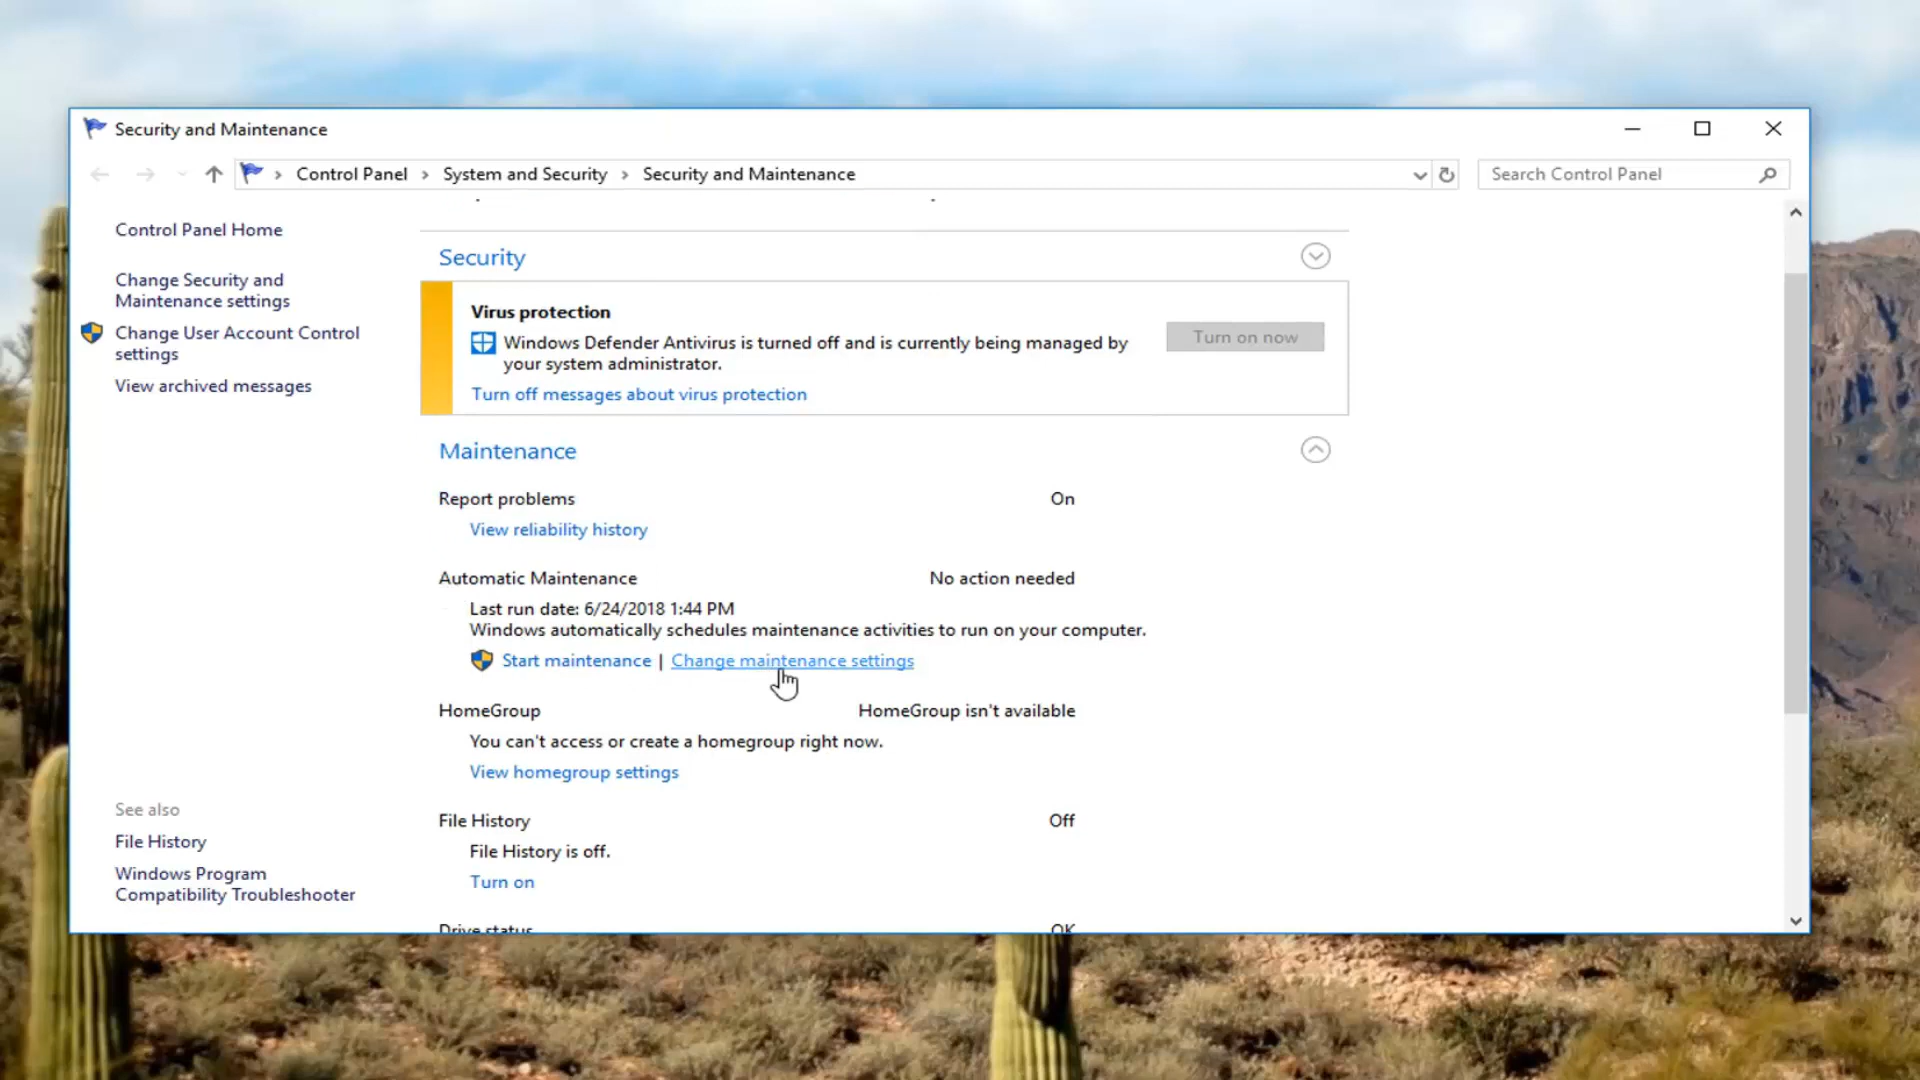 Security and Maintenance
Control Panel > System and Security > Security and Maintenance
Search Control Panel
Control Panel Home
Change Security and
Maintenance settings
Change User Account Control
settings
View archived messages
See also
File History
Windows Program
Compatibility Troubleshooter
Security
Virus protection
Windows Defender Antivirus is turned off and is currently being managed by
your system administrator.
Turn on now
Turn off messages about virus protection
Maintenance
Report problems On
View reliability history
Automatic Maintenance No action needed
Last run date: 6/24/2018 1:44 PM
Windows automatically schedules maintenance activities to run on your computer.
Start maintenance | Change maintenance settings
HomeGroup HomeGroup isn't available
You can't access or create a homegroup right now.
View homegroup settings
File History Off
File History is off.
Turn on
Drive status OK